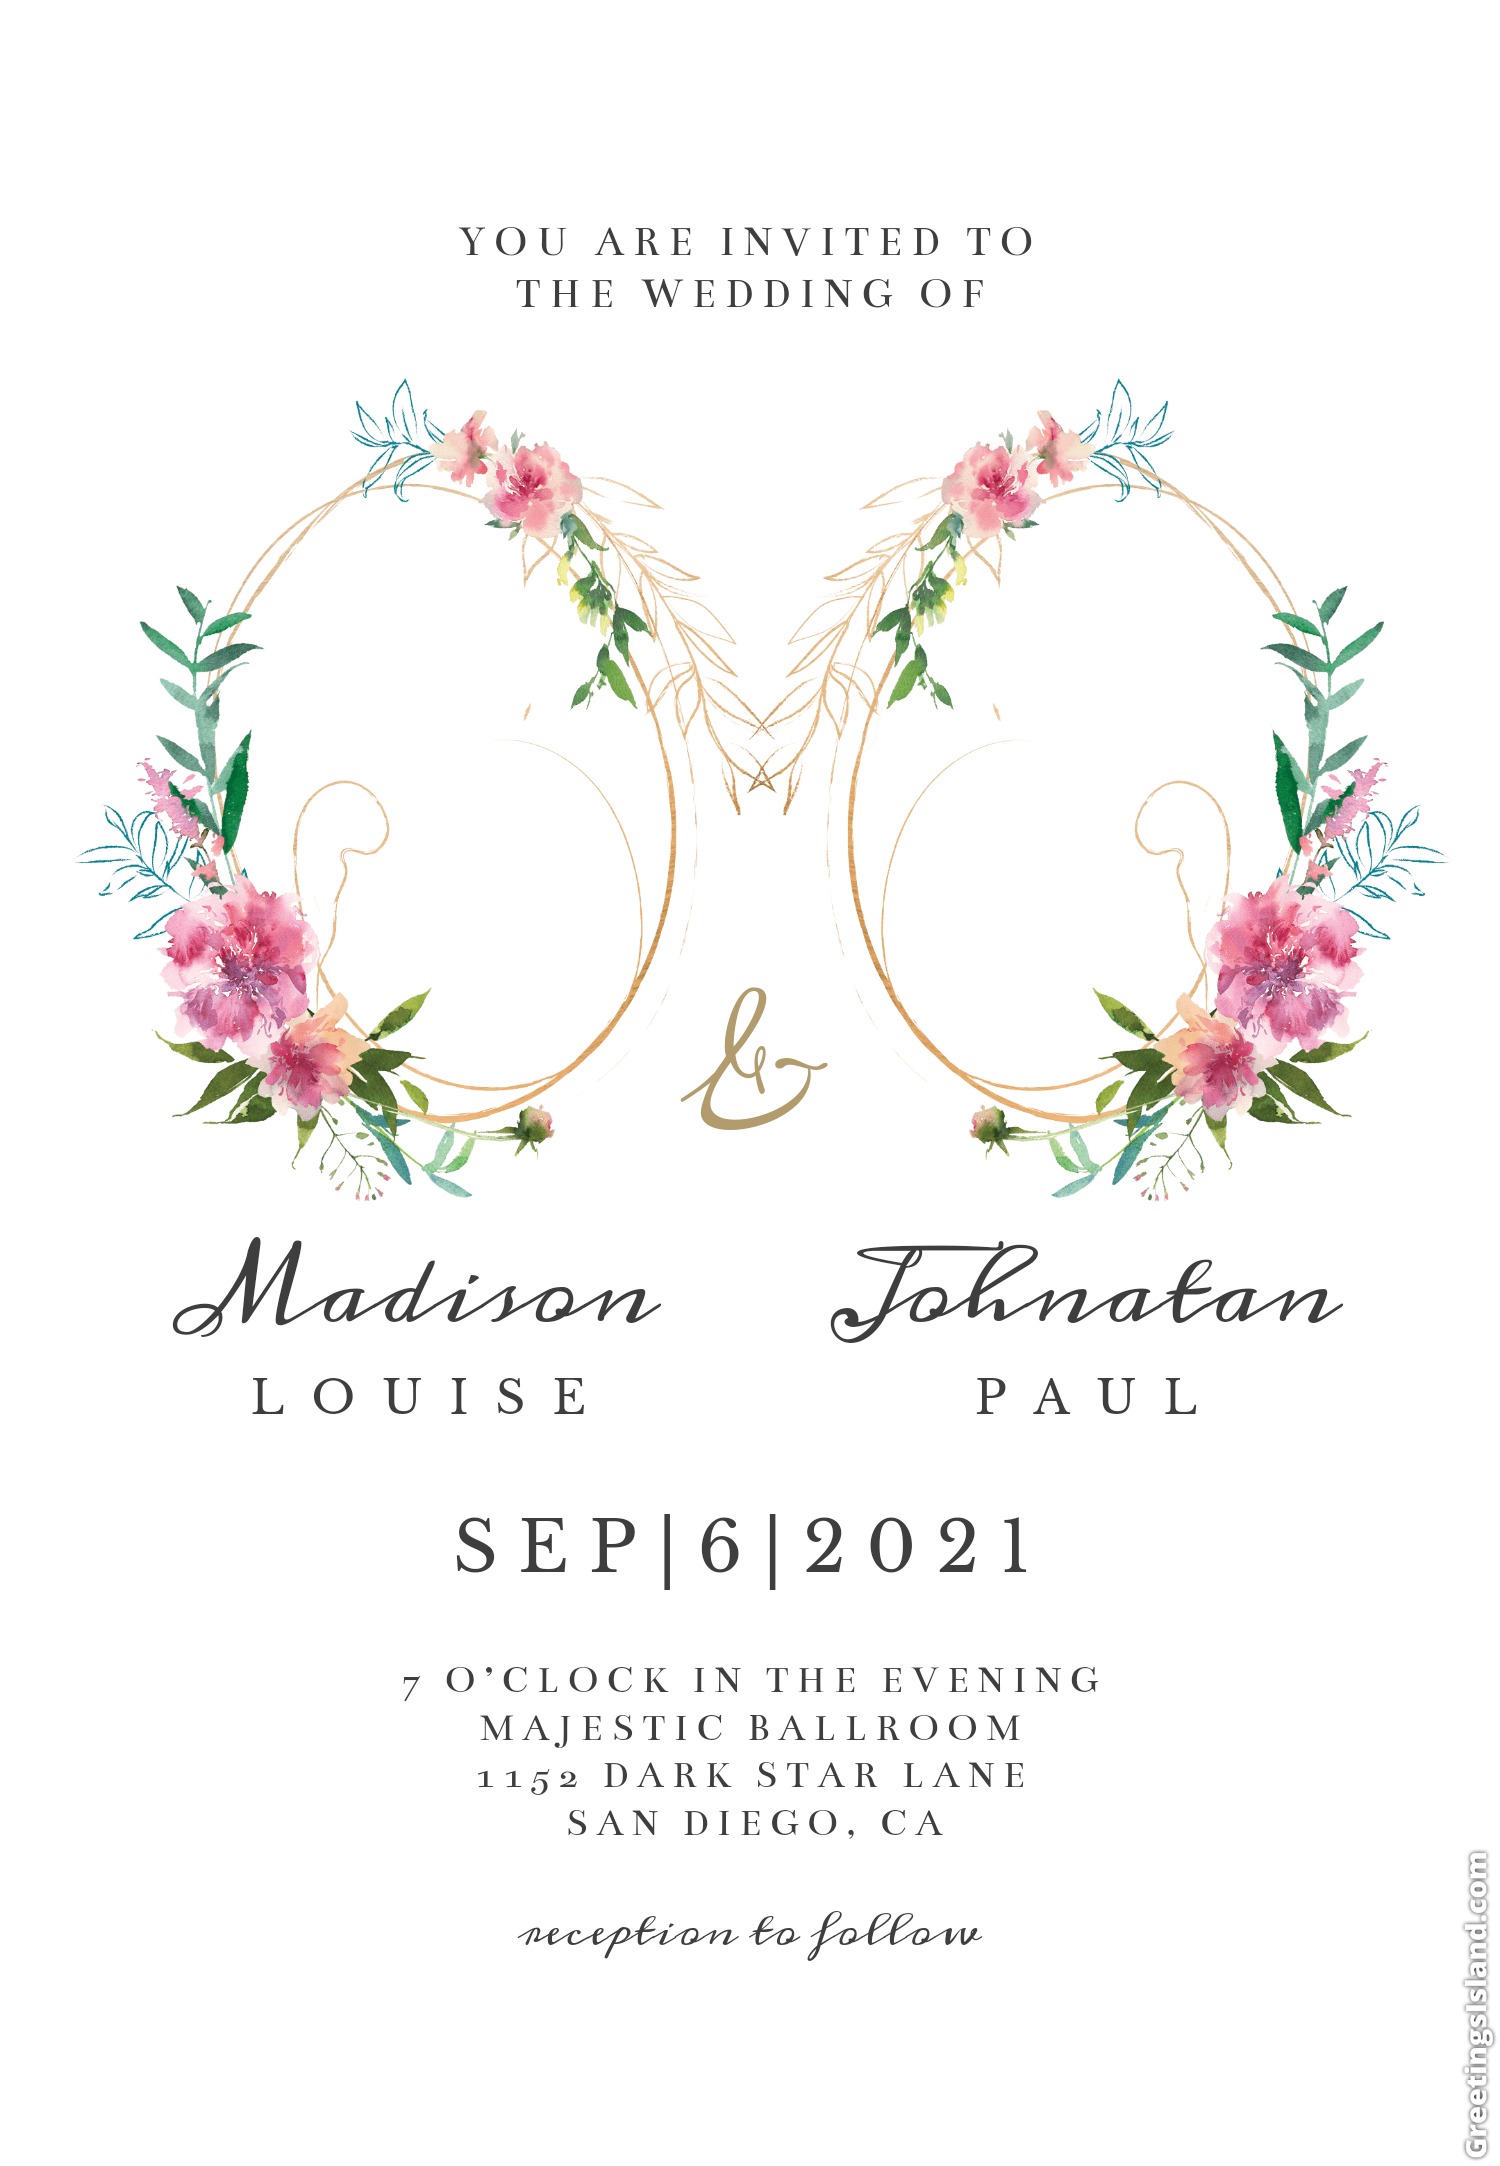 YOU ARE INVITED TO
THE WEDDING OF
&
Madison
LOUISE
Johnatan
PAUL
SEP|6|2021
7 O’CLOCK IN THE EVENING
MAJESTIC BALLROOM
1152 DARK STAR LANE
SAN DIEGO, CA
reception to follow
GreetingsIsland.com